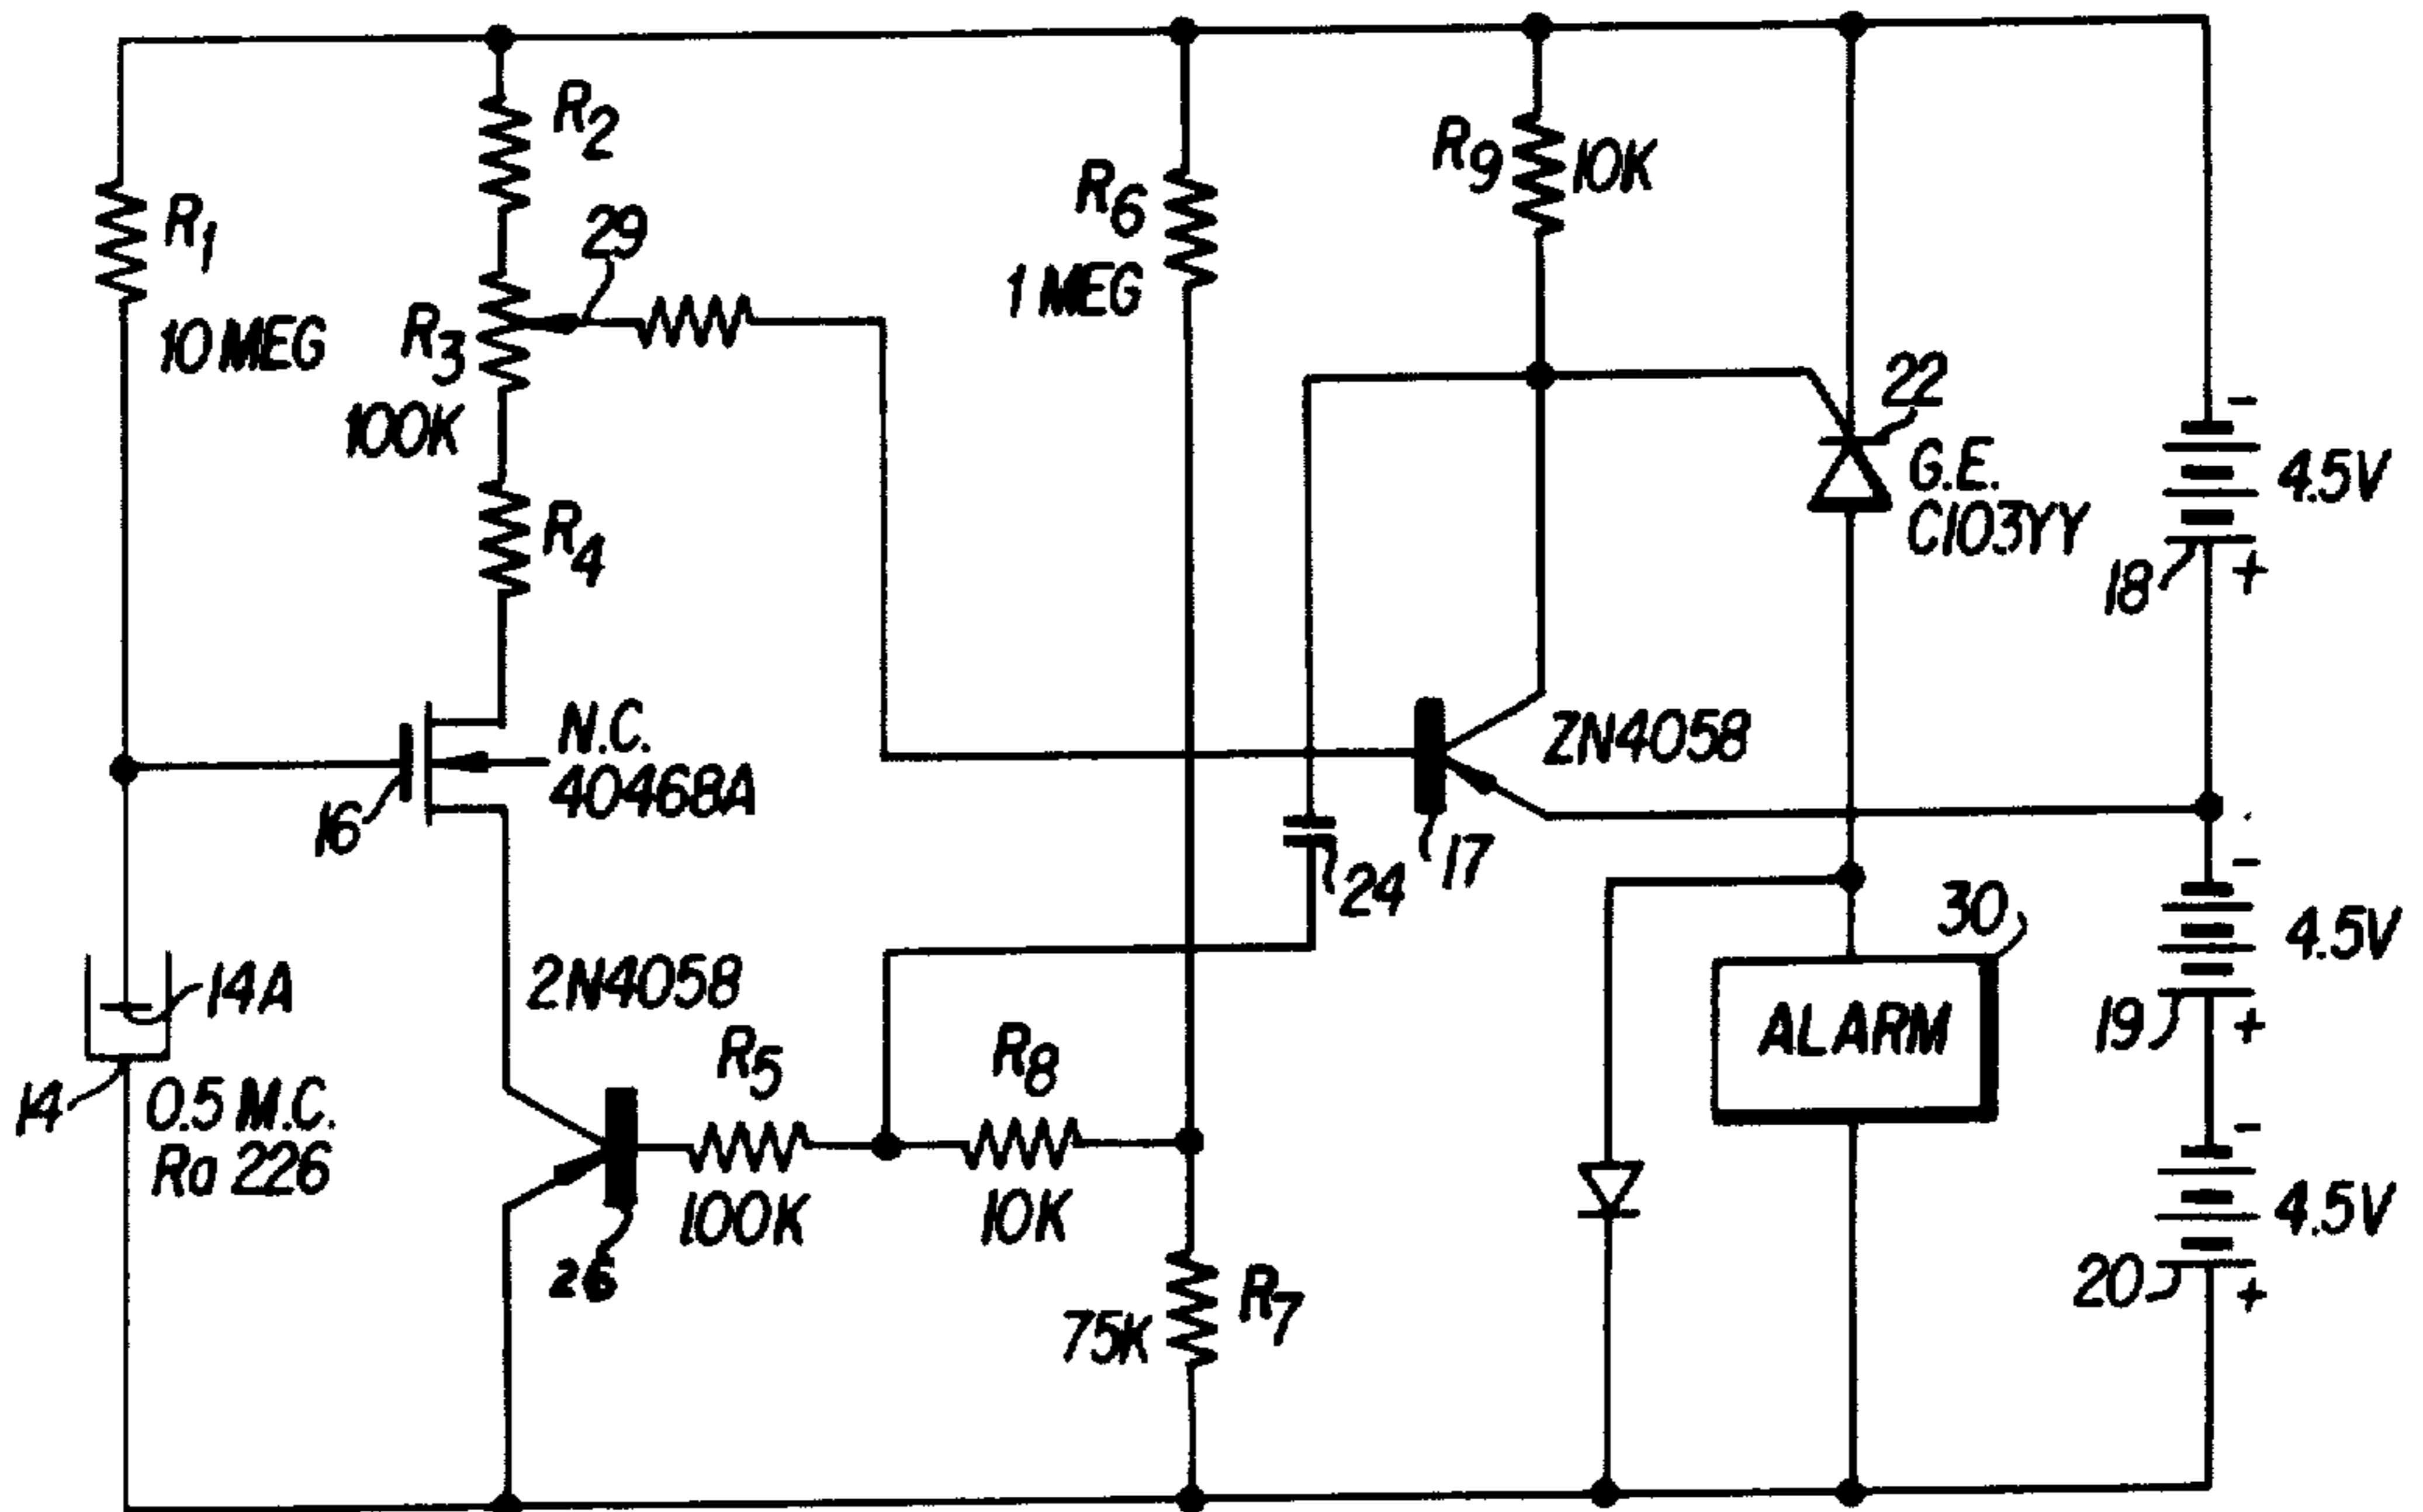 R2
R9
10K
R1
29
R6
10 MEG
R3
1 MEG
100K
22
G.E.
C103YY
-
4.5V
18
+
R4
N.C.
40468A
16
ZN4058
17
24
-
30
4.5V
19
+
14A
2N4058
ALARM
R5
R8
14
0.5 M.C.
Ra 226
100K
10K
26
-
4.5V
20
+
75K
R7